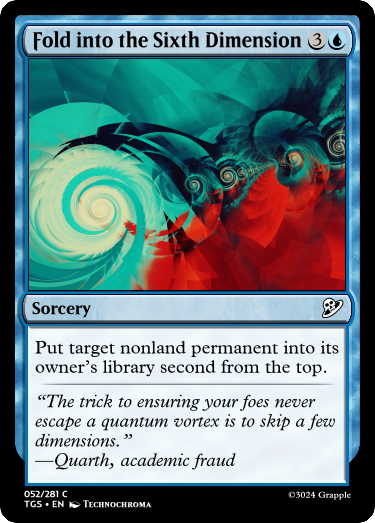 Fold into the Sixth Dimension 3
Sorcery
Put target nonland permanent into its
owner's library second from the top.
"The trick to ensuring your foes never
escape a quantum vortex is to skip a few
dimensions."
—Quarth, academic fraud
052/281 C
TGS • EN Technochroma
©3024 Grapple